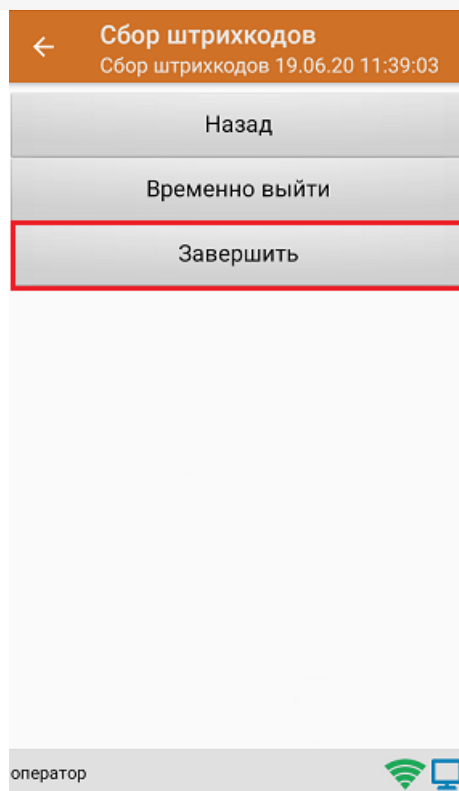 Сбор штрихкодов
Сбор штрихкодов 19.06.20 11:39:03
Назад
Временно выйти
Завершить
оператор